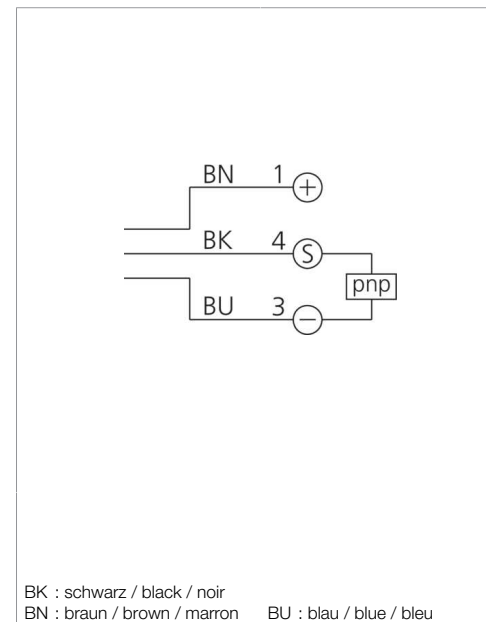 BN 1 +
BK 4 S
pnp
BU 3 −
BK : schwarz / black / noir
BN : braun / brown / marron BU : blau / blue / bleu